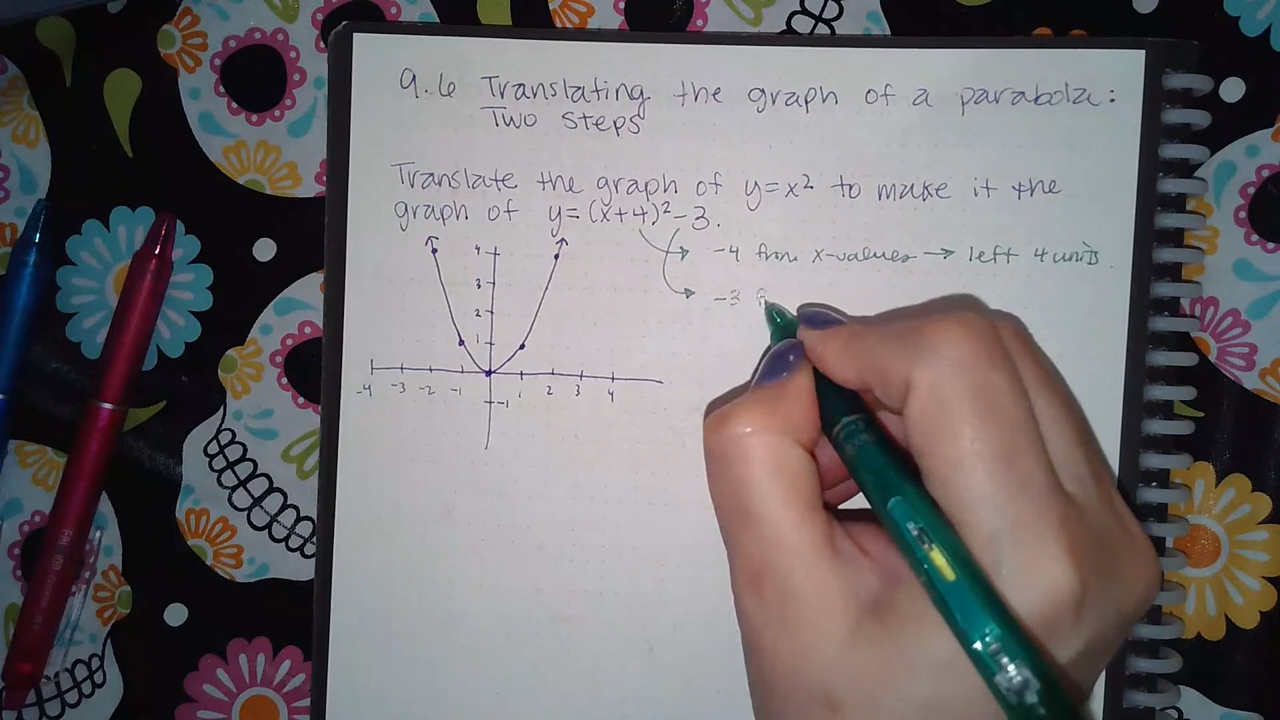 9.6 Translating the graph of a parabola:
Two Steps
Translate the graph of y=x² to make it the
graph of y=(x+4)²-3.
-4 from x-values → left 4 units.
-3
4
3
2
1
-4 -3 -2 -1 1 2 3 4
-1